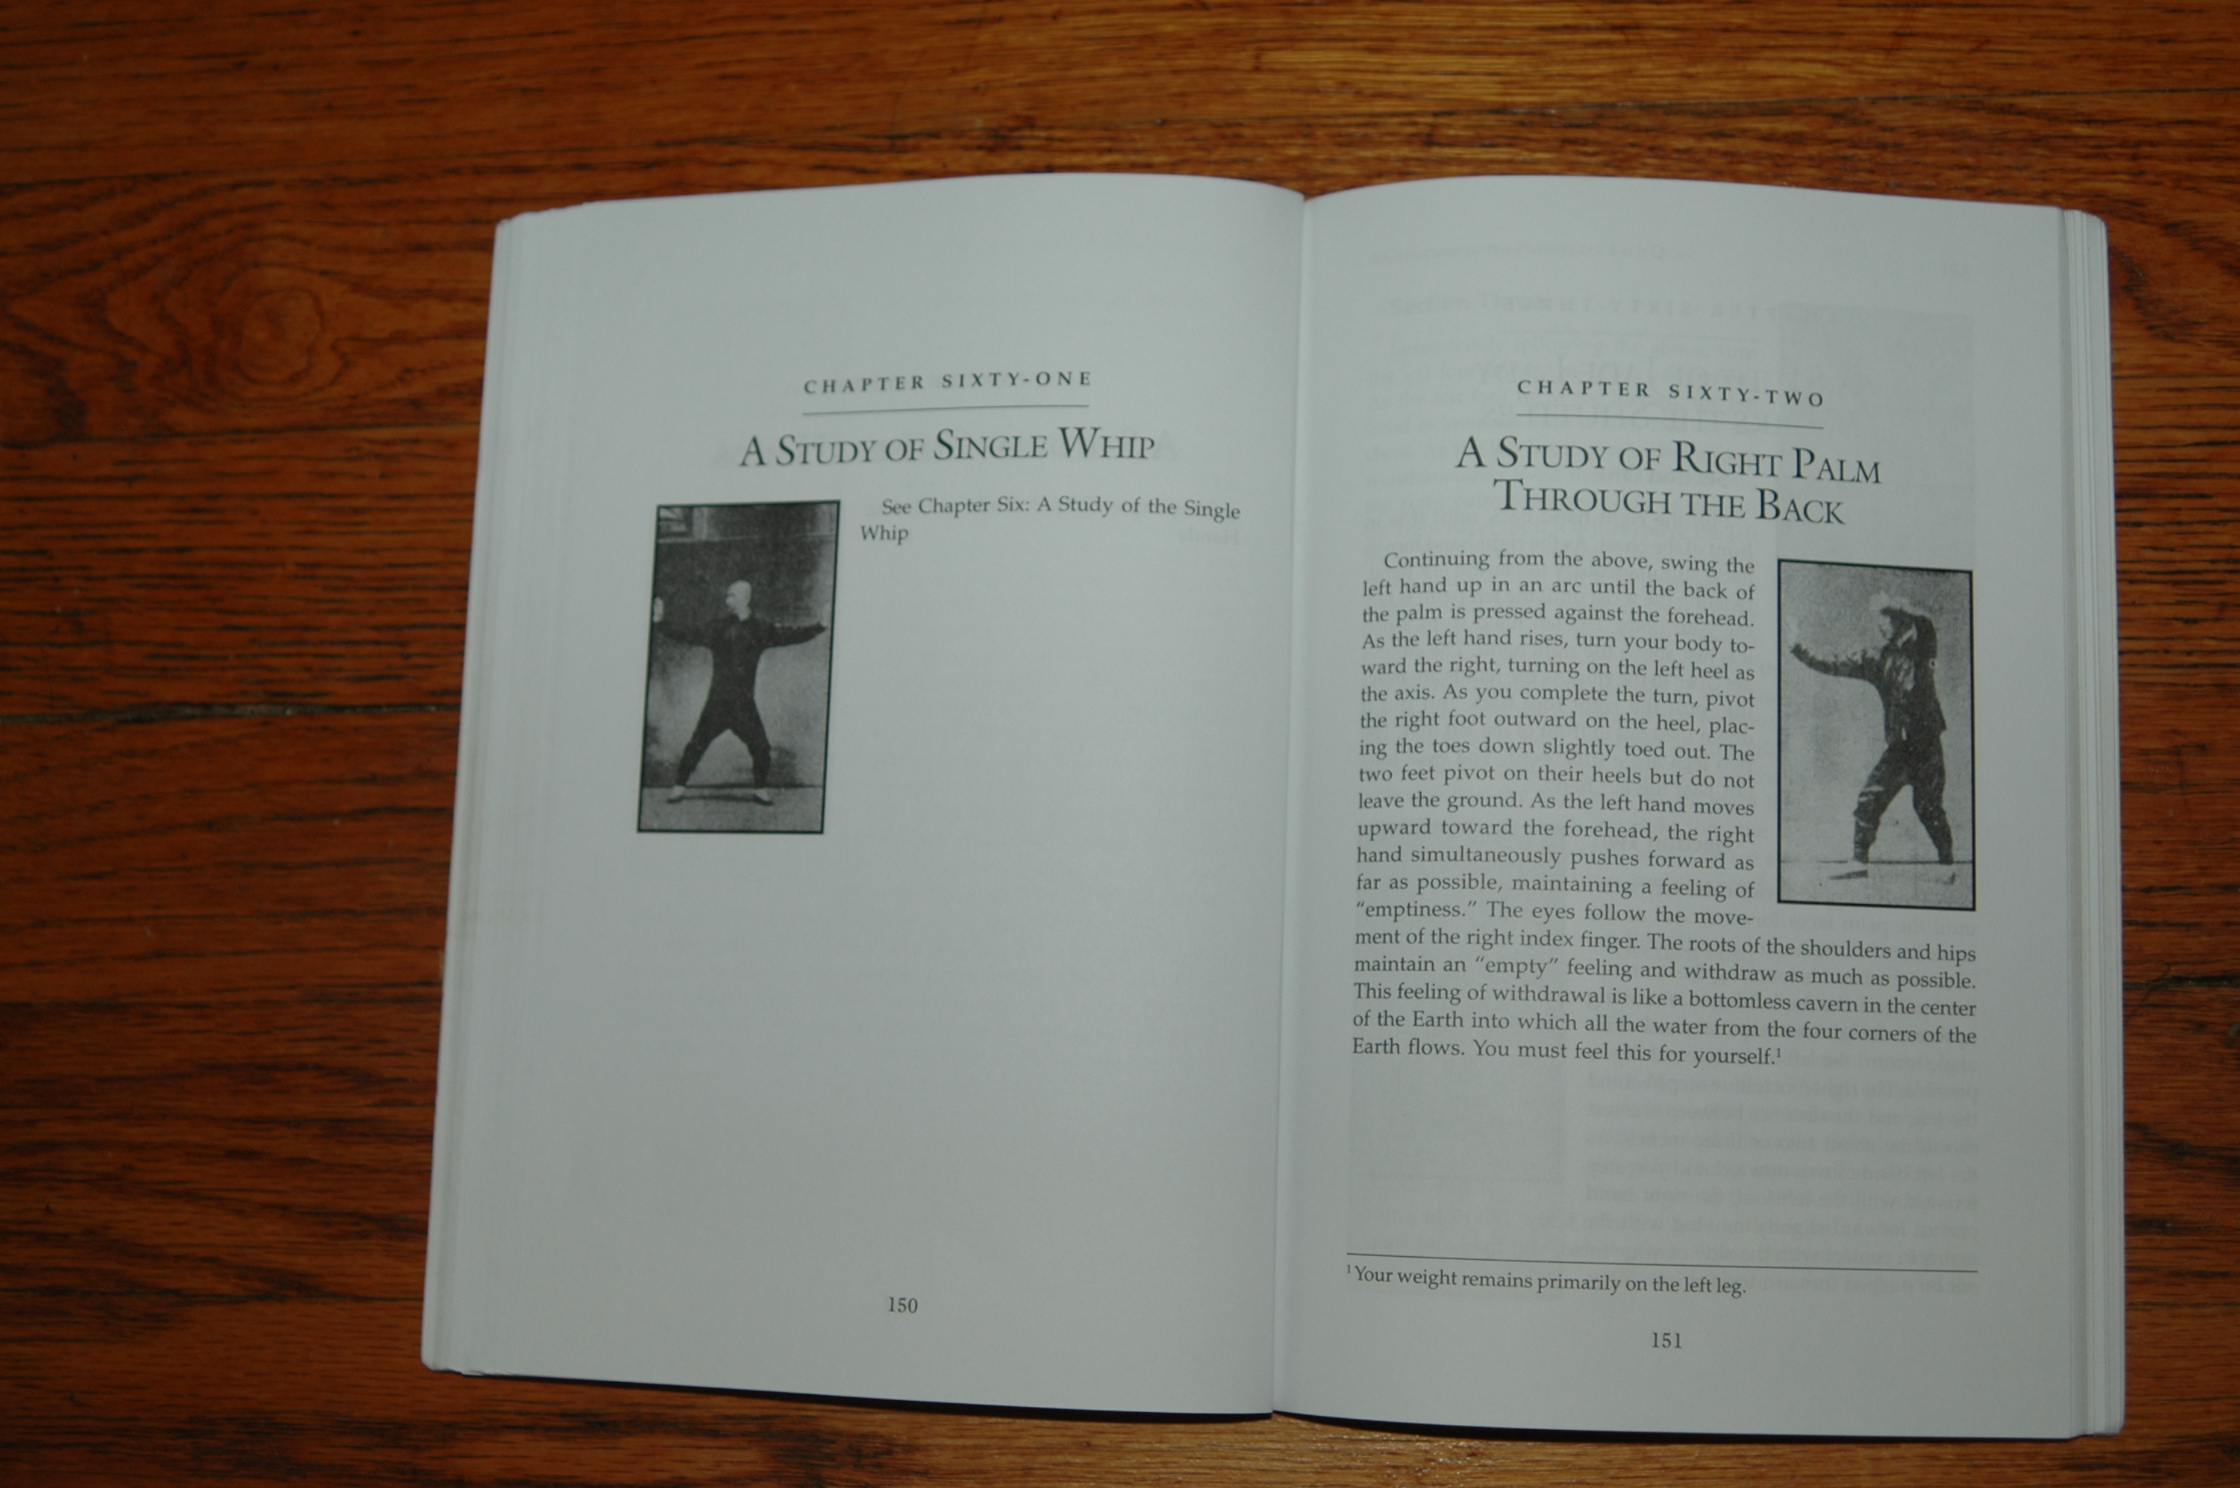 CHAPTER SIXTY-ONE
A STUDY OF SINGLE WHIP
See Chapter Six: A Study of the Single
Whip
150
CHAPTER SIXTY-TWO
A STUDY OF RIGHT PALM
THROUGH THE BACK
Continuing from the above, swing the
left hand up in an arc until the back of
the palm is pressed against the forehead.
As the left hand rises, turn your body to-
ward the right, turning on the left heel as
the axis. As you complete the turn, pivot
the right foot outward on the heel, plac-
ing the toes down slightly toed out. The
two feet pivot on their heels but do not
leave the ground. As the left hand moves
upward toward the forehead, the right
hand simultaneously pushes forward as
far as possible, maintaining a feeling of
“emptiness.” The eyes follow the move-
ment of the right index finger. The roots of the shoulders and hips
maintain an “empty” feeling and withdraw as much as possible.
This feeling of withdrawal is like a bottomless cavern in the center
of the Earth into which all the water from the four corners of the
Earth flows. You must feel this for yourself.¹
¹ Your weight remains primarily on the left leg.
151